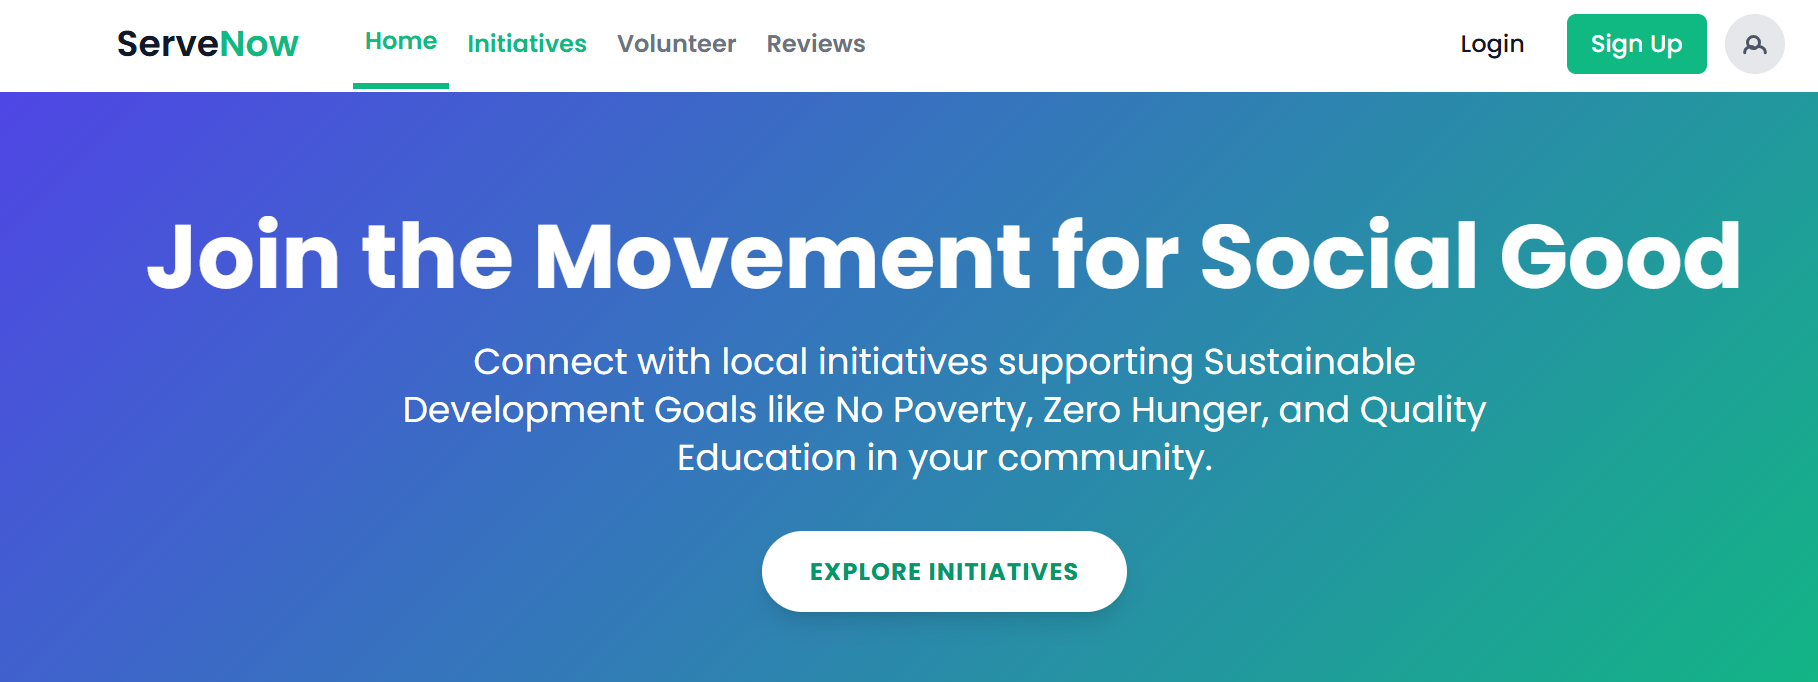 ServeNow Home Initiatives Volunteer Reviews Login Sign Up
Join the Movement for Social Good
Connect with local initiatives supporting Sustainable
Development Goals like No Poverty, Zero Hunger, and Quality
Education in your community.
EXPLORE INITIATIVES